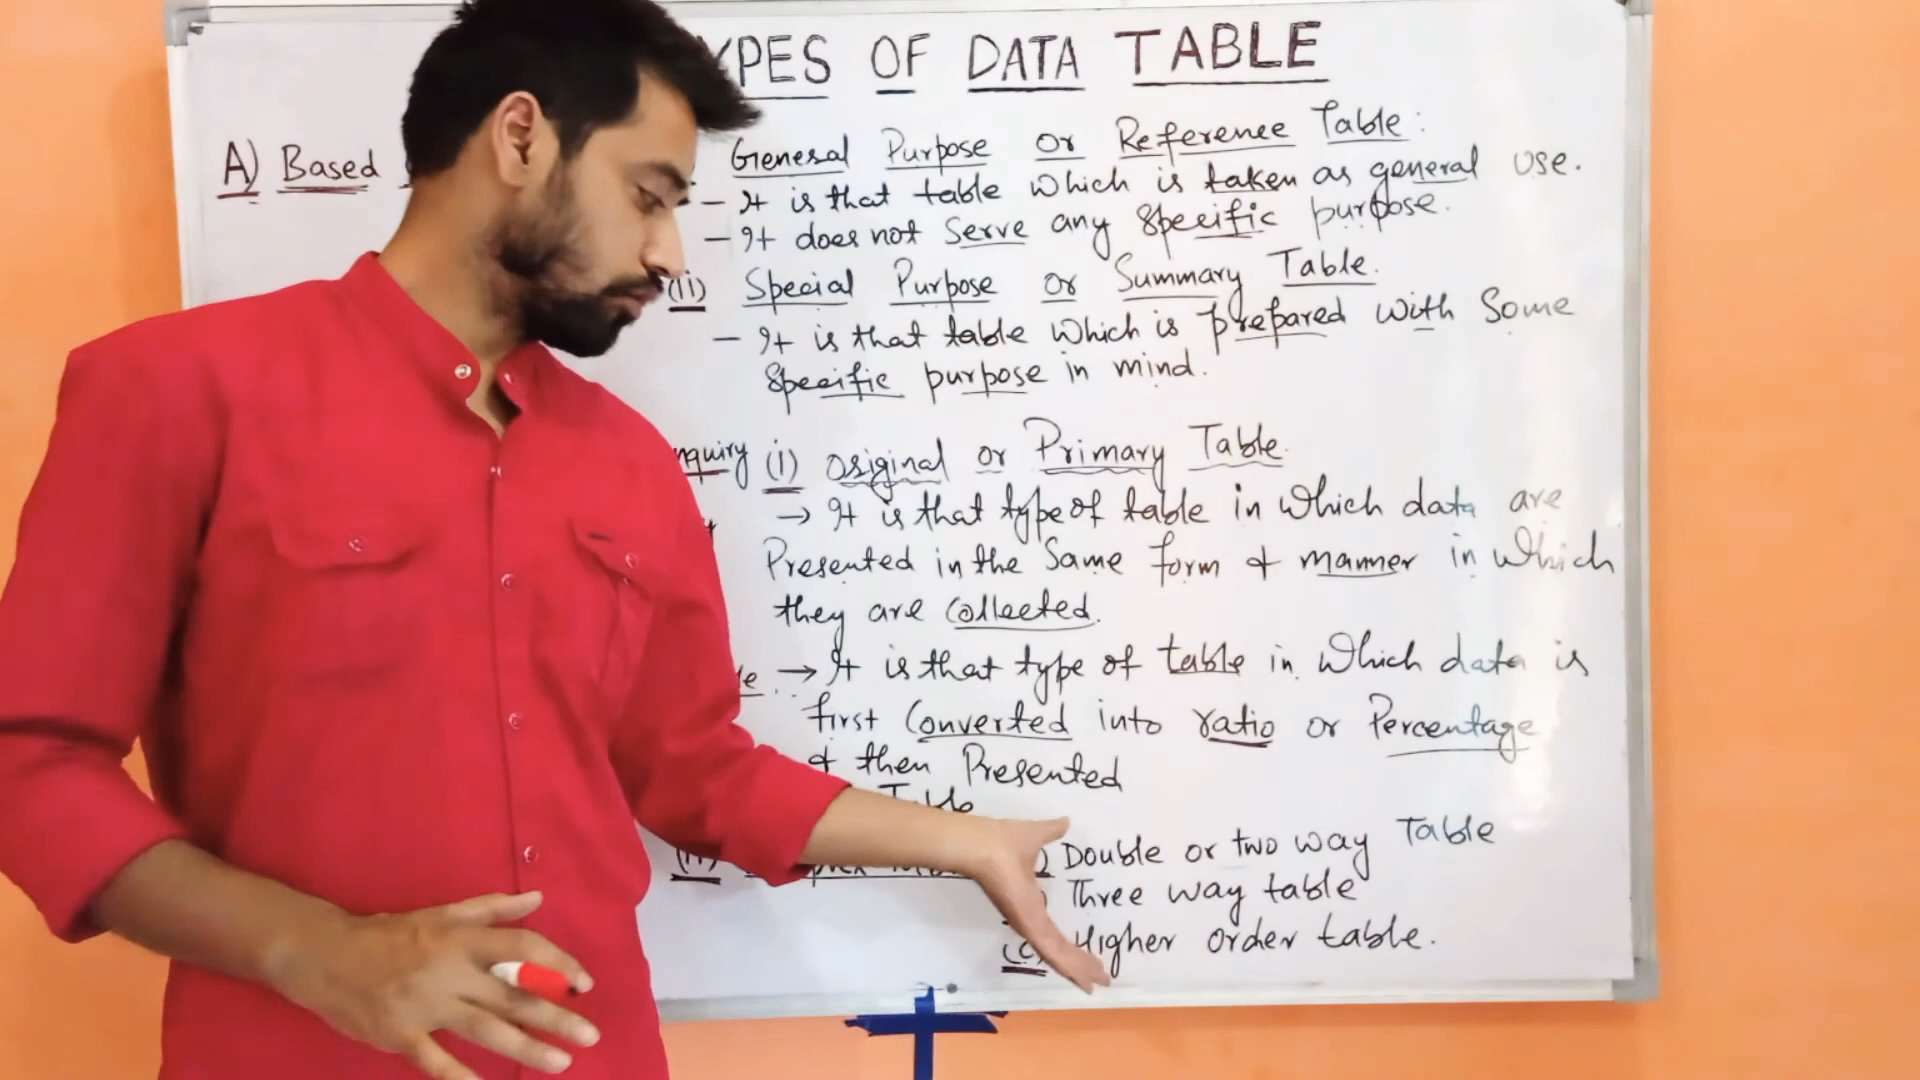 YPES OF DATA TABLE
A) Based
General Purpose or Reference Table:
- It is that table which is taken as general use.
- It does not serve any specific purpose.
(ii) Special Purpose or Summary Table.
- It is that table which is prepared with some
specific purpose in mind.
nquiry (i) original or Primary Table.
→ It is that type of table in which data are
Presented in the same form & manner in which
they are collected.
le → It is that type of table in which data is
first converted into ratio or Percentage
& then Presented
Table
(ii) Double or two way Table
Three way table
(c) Higher order table.